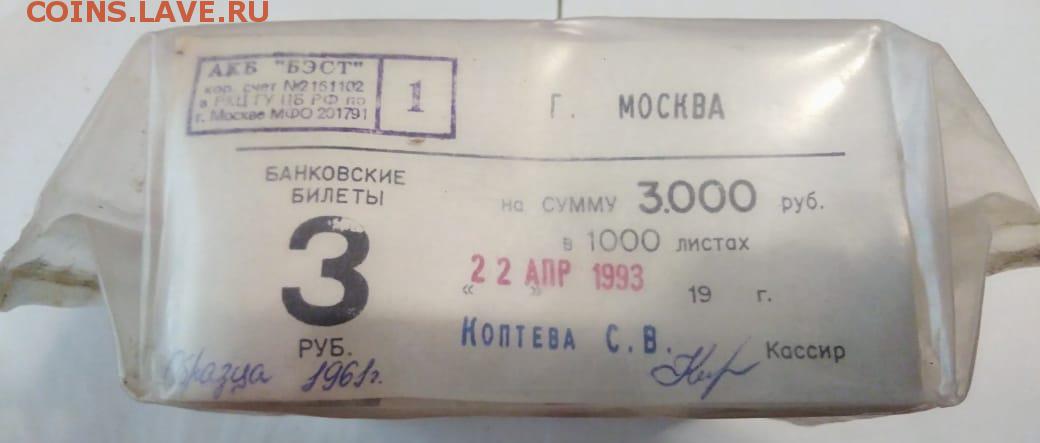 COINS.LAVE.RU
АКБ "БЭСТ"
кор. счет №2161102
в РКЦ ГУ ЦБ РФ по
г. Москве МФО 201791
1
Г. МОСКВА
БАНКОВСКИЕ
БИЛЕТЫ
3
РУБ.
Образца 1961г.
на СУММУ 3.000 руб.
в 1000 листах
"22" АПР 1993
19 г.
КОПТЕВА С.В.
Кассир